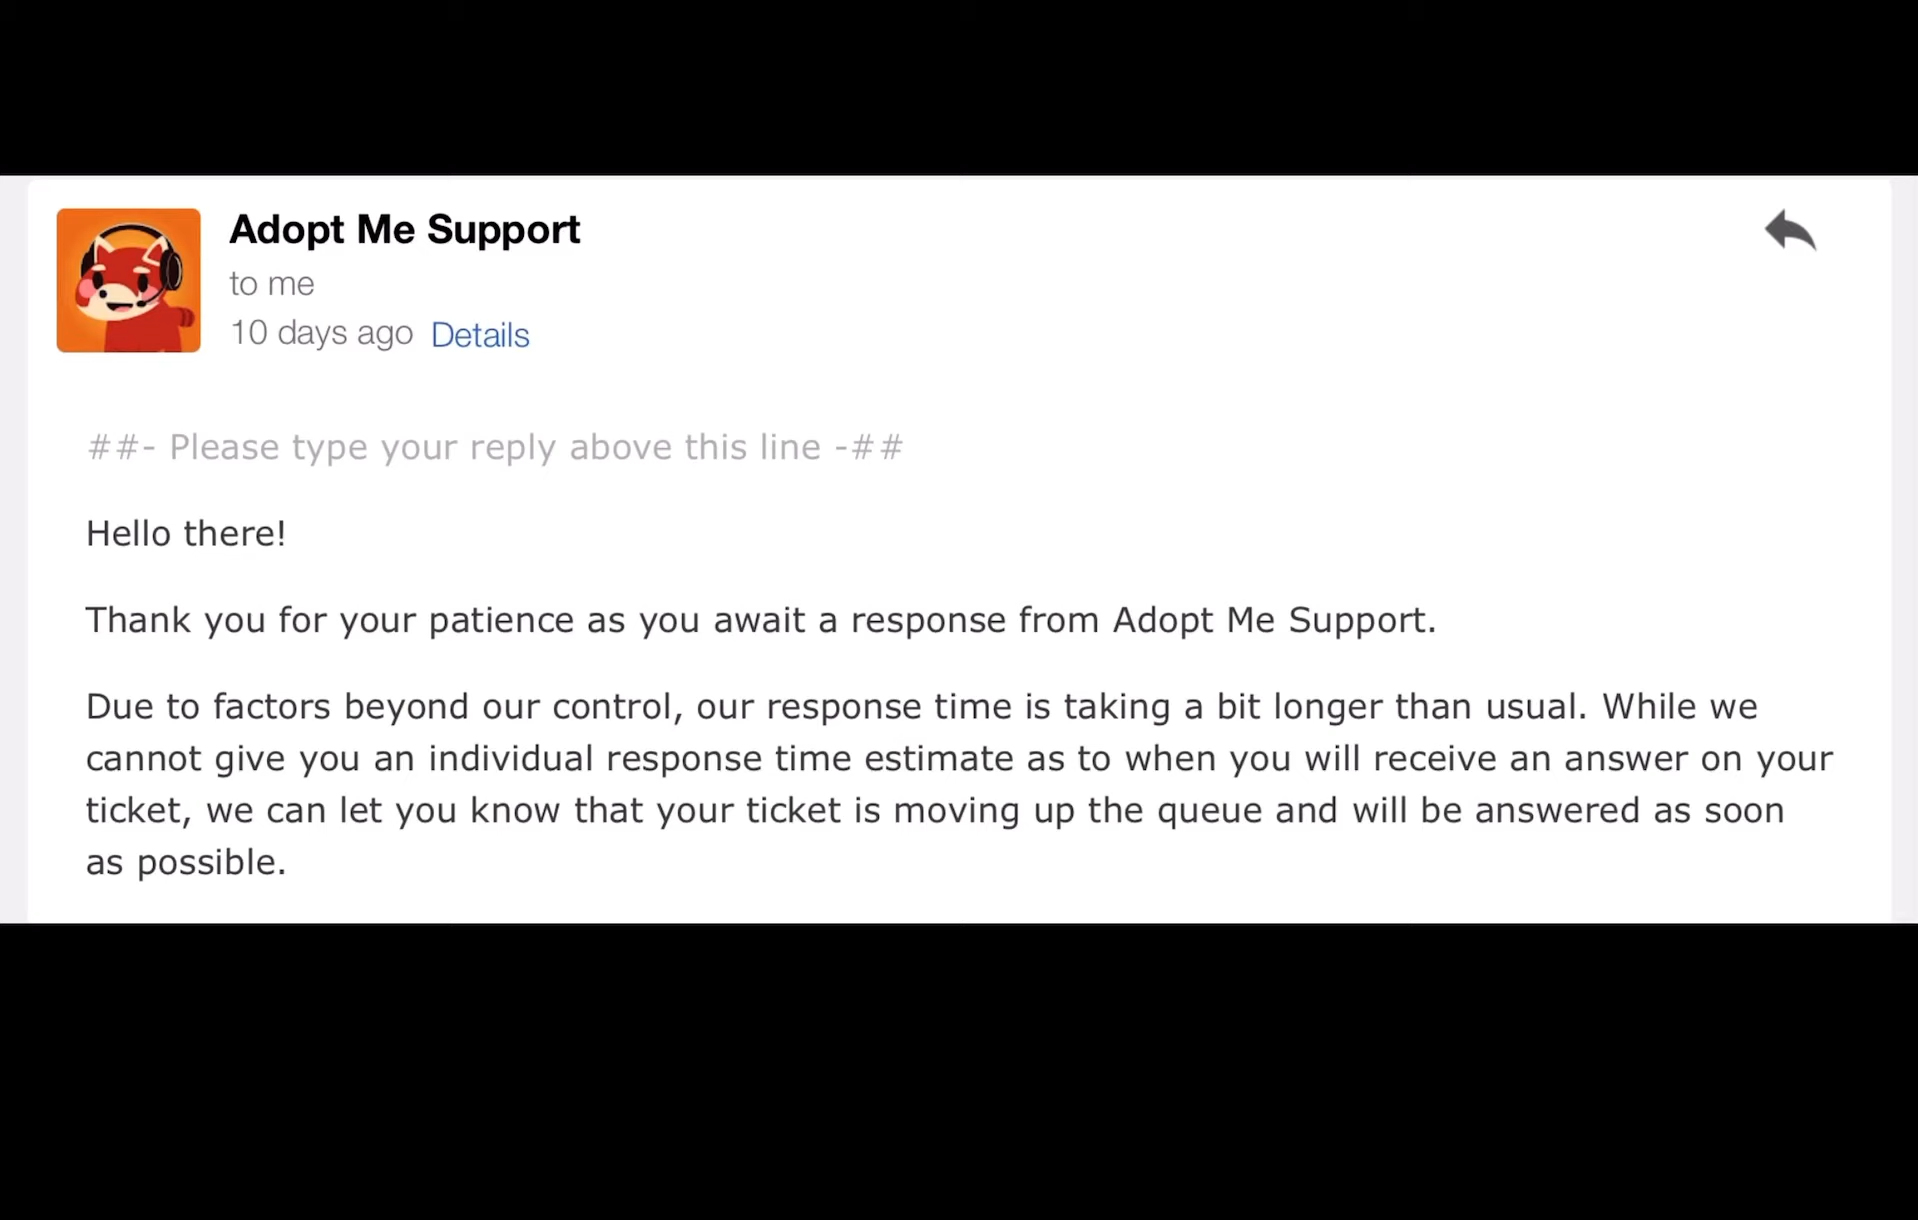 Adopt Me Support
to me
10 days ago Details
##- Please type your reply above this line -##
Hello there!
Thank you for your patience as you await a response from Adopt Me Support.
Due to factors beyond our control, our response time is taking a bit longer than usual. While we
cannot give you an individual response time estimate as to when you will receive an answer on your
ticket, we can let you know that your ticket is moving up the queue and will be answered as soon
as possible.